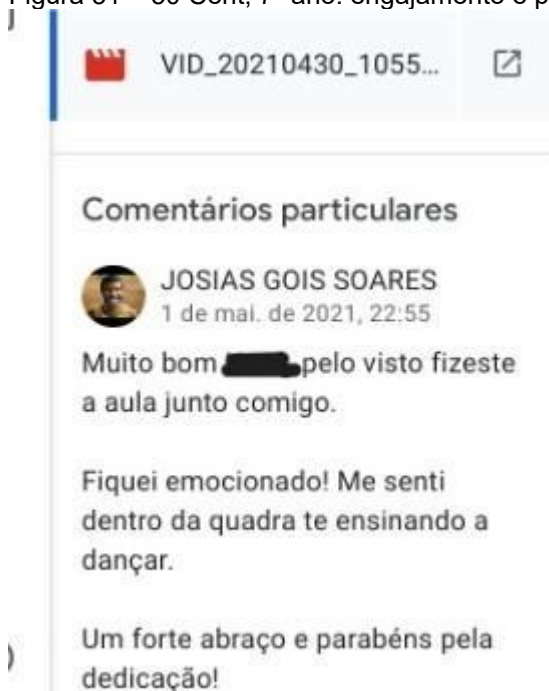 VID_20210430_1055...
Comentários particulares
JOSIAS GOIS SOARES
1 de mai. de 2021, 22:55
Muito bom pelo visto fizeste
a aula junto comigo.
Fiquei emocionado! Me senti
dentro da quadra te ensinando a
dançar.
Um forte abraço e parabéns pela
dedicação!